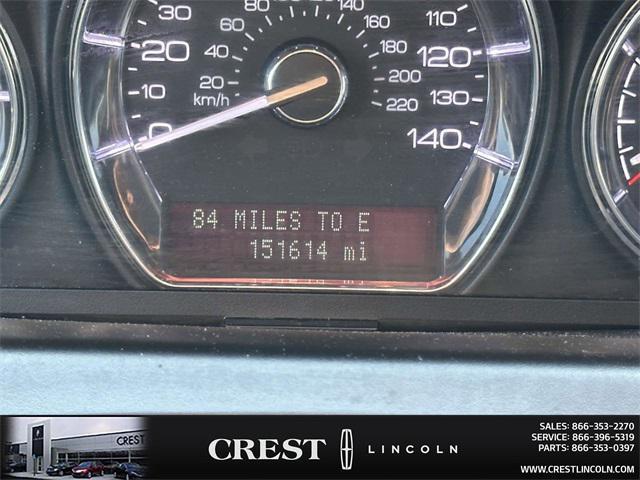 80 120 140
30 60 160 110
20 40 180 120
10 20 200 130
0 km/h 220 140
84 MILES TO E
151614 mi
CREST
CREST LINCOLN
SALES: 866-353-2270
SERVICE: 866-396-5319
PARTS: 866-353-0397
WWW.CRESTLINCOLN.COM